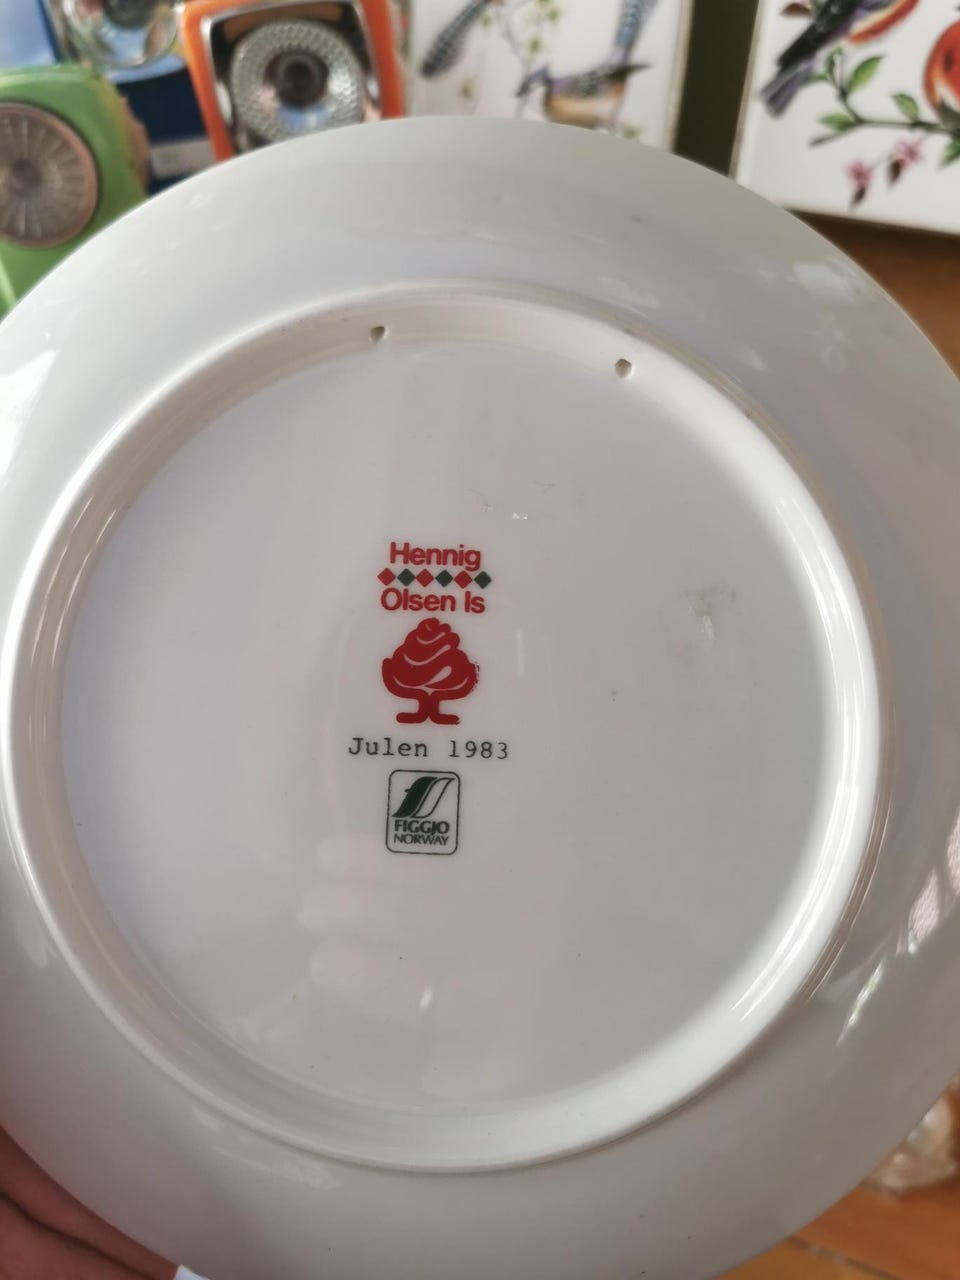 Hennig
Olsen Is
Julen 1983
FIGGJO
NORWAY